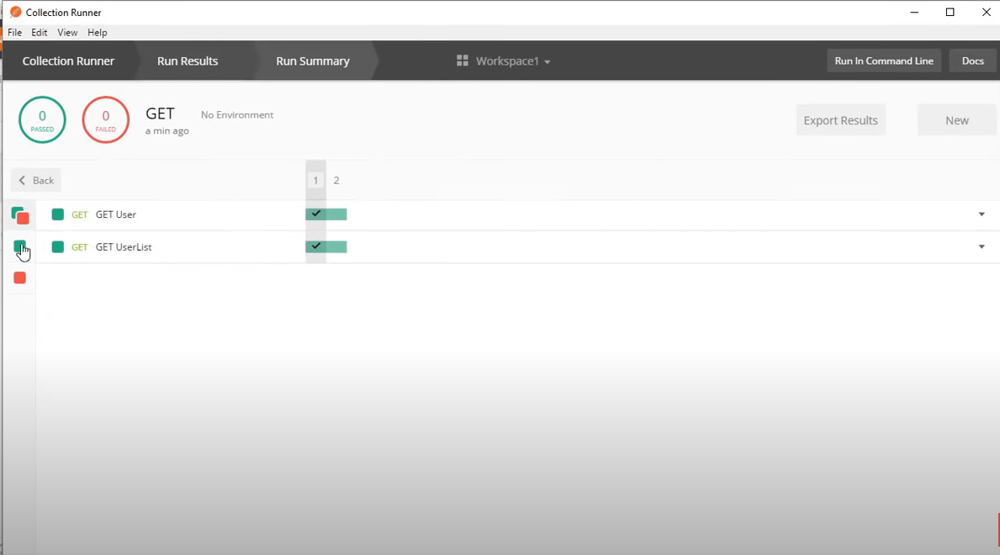 Collection Runner
File Edit View Help
Collection Runner Run Results Run Summary Workspace1 Run In Command Line Docs
0 PASSED
0 FAILED
GET No Environment
a min ago
Export Results New
Back 1 2
GET GET User
GET GET UserList